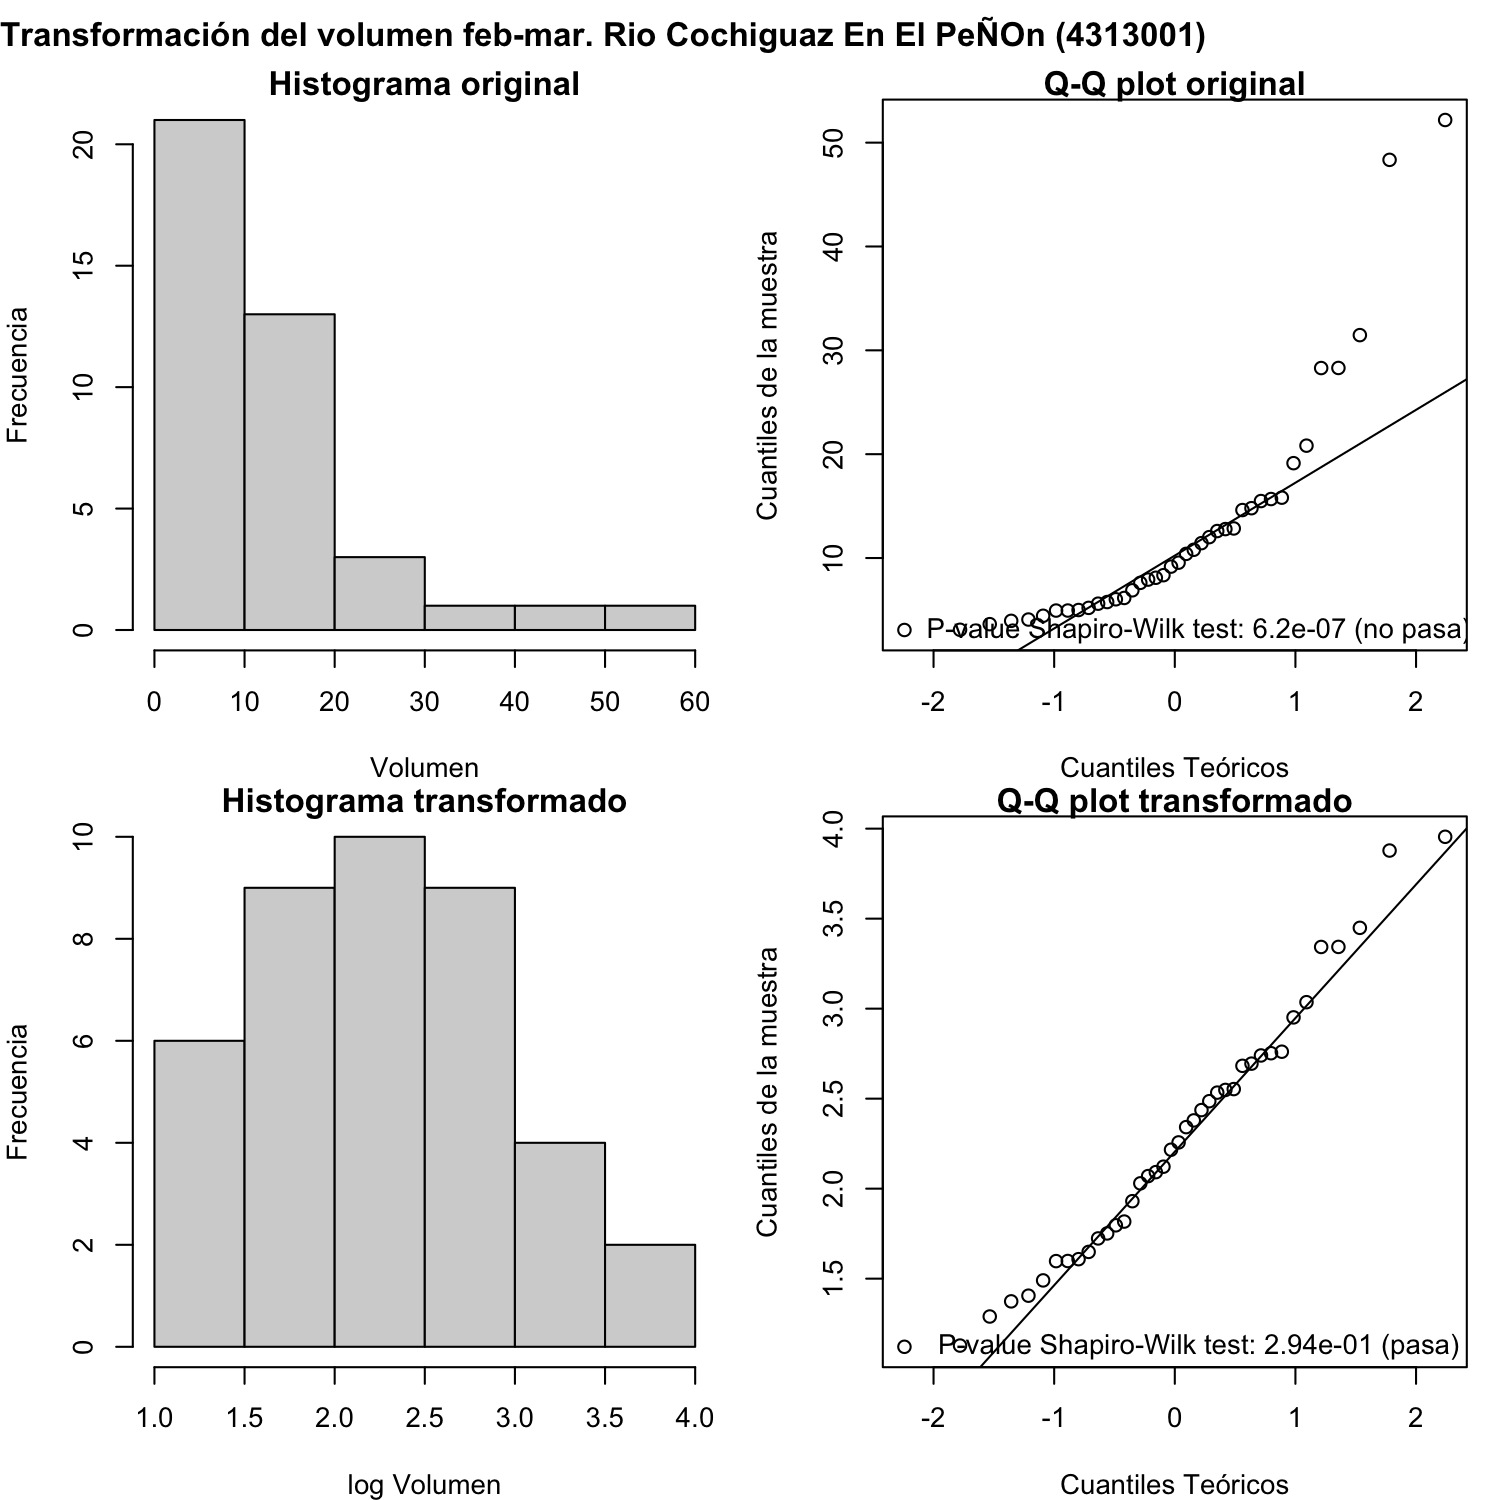 Transformación del volumen feb-mar. Rio Cochiguaz En El PeÑOn (4313001)
Histograma original
Frecuencia
20
15
10
5
0
0 10 20 30 40 50 60
Volumen
Q-Q plot original
Cuantiles de la muestra
50
40
30
20
10
P-value Shapiro-Wilk test: 6.2e-07 (no pasa)
-2 -1 0 1 2
Cuantiles Teóricos
Histograma transformado
Frecuencia
10
8
6
4
2
0
1.0 1.5 2.0 2.5 3.0 3.5 4.0
log Volumen
Q-Q plot transformado
Cuantiles de la muestra
4.0
3.5
3.0
2.5
2.0
1.5
P-value Shapiro-Wilk test: 2.94e-01 (pasa)
-2 -1 0 1 2
Cuantiles Teóricos